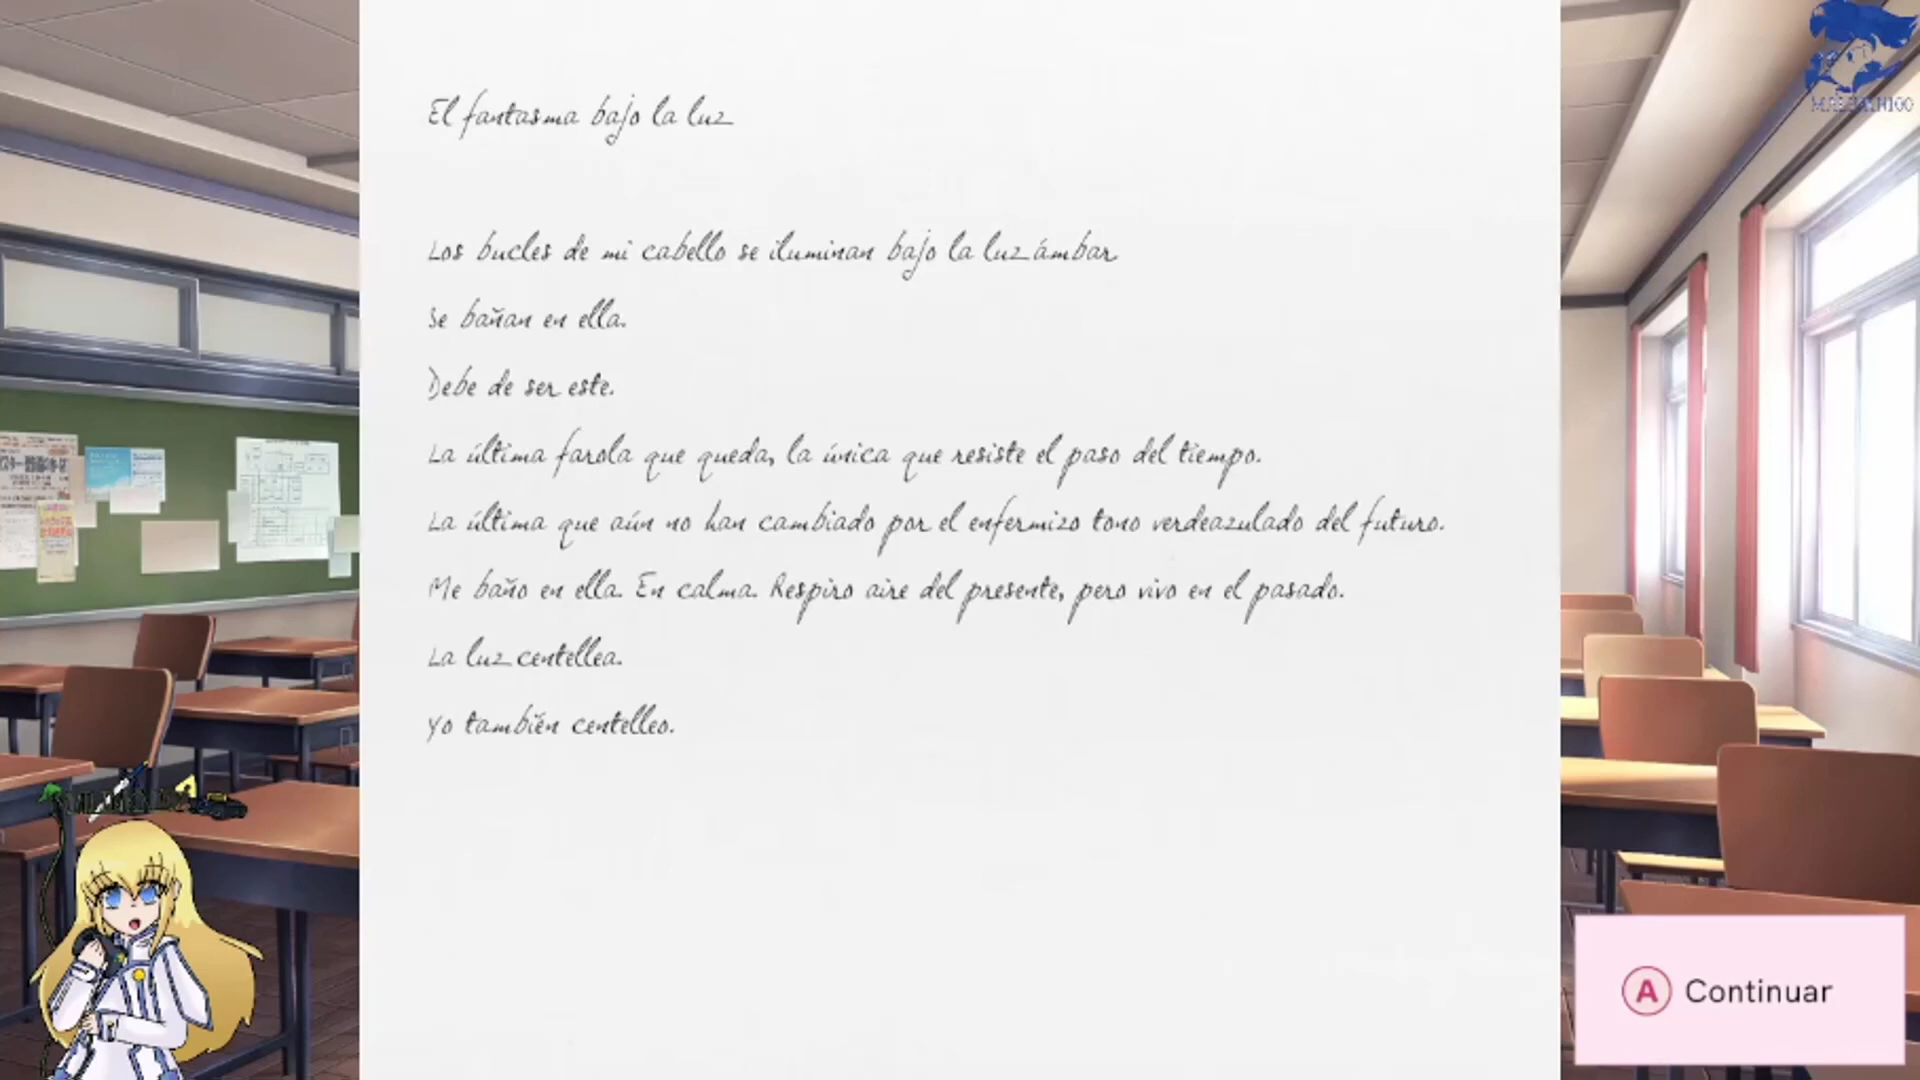 El fantasma bajo la luz
Los bucles de mi cabello se iluminan bajo la luz ámbar
Se bañan en ella.
Debe de ser este.
La última farola que queda, la única que resiste el paso del tiempo.
La última que aún no han cambiado por el enfermizo tono verdeazulado del futuro.
Me baño en ella. En calma. Respiro aire del presente, pero vivo en el pasado.
La luz centellea.
Yo también centelleo.
A Continuar